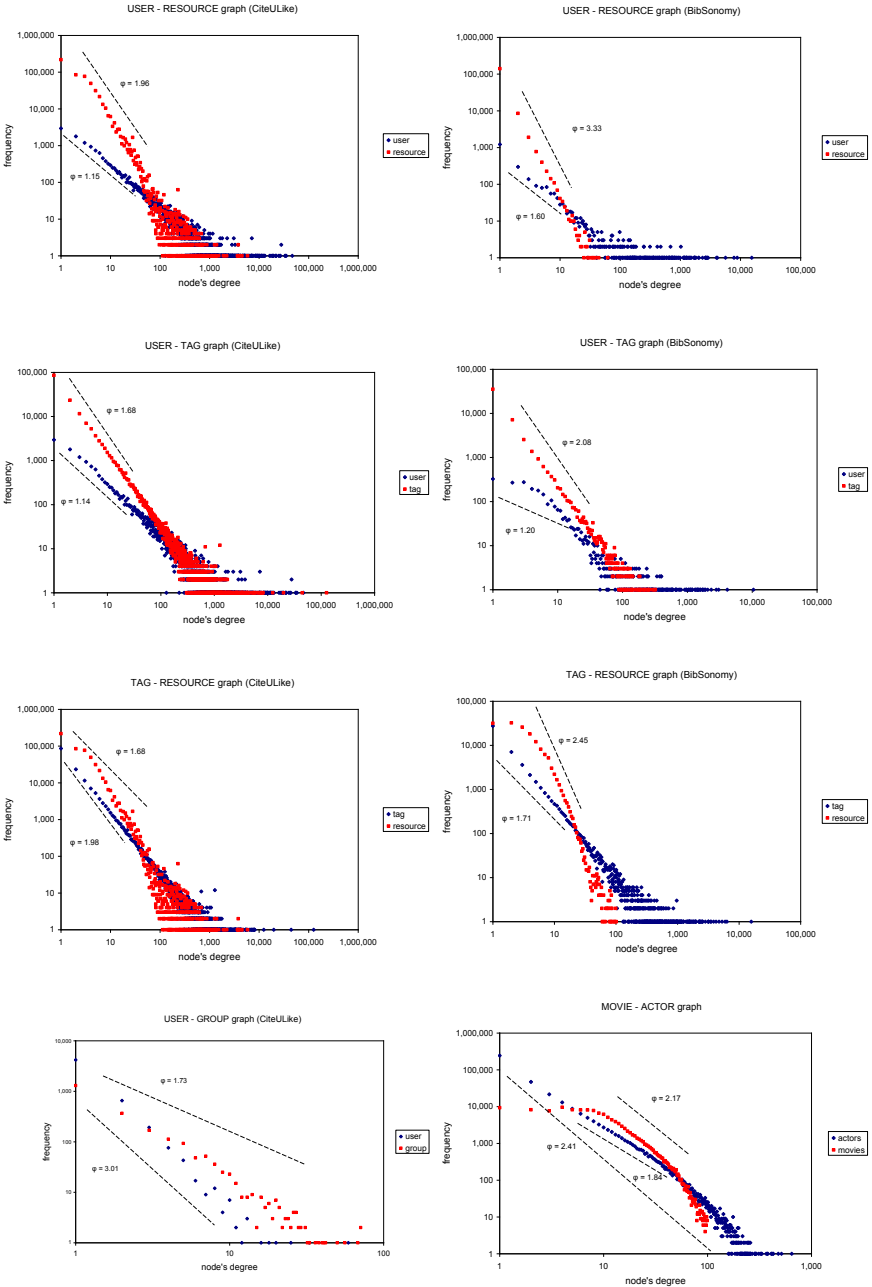 USER - RESOURCE graph (CiteULike)
1,000,000
100,000
10,000
1,000
100
10
1
1
10
100
1,000
10,000
100,000
1,000,000
frequency
node's degree
φ = 1.96
φ = 1.15
user
resource
USER - RESOURCE graph (BibSonomy)
1,000,000
100,000
10,000
1,000
100
10
1
1
10
100
1,000
10,000
100,000
frequency
node's degree
φ = 3.33
φ = 1.60
user
resource
USER - TAG graph (CiteULike)
100,000
10,000
1,000
100
10
1
1
10
100
1,000
10,000
100,000
1,000,000
frequency
node's degree
φ = 1.68
φ = 1.14
user
tag
USER - TAG graph (BibSonomy)
100,000
10,000
1,000
100
10
1
1
10
100
1,000
10,000
100,000
frequency
node's degree
φ = 2.08
φ = 1.20
user
tag
TAG - RESOURCE graph (CiteULike)
1,000,000
100,000
10,000
1,000
100
10
1
1
10
100
1,000
10,000
100,000
1,000,000
frequency
node's degree
φ = 1.68
φ = 1.98
tag
resource
TAG - RESOURCE graph (BibSonomy)
100,000
10,000
1,000
100
10
1
1
10
100
1,000
10,000
100,000
frequency
node's degree
φ = 2.45
φ = 1.71
tag
resource
USER - GROUP graph (CiteULike)
10,000
1,000
100
10
1
1
10
100
frequency
node's degree
φ = 1.73
φ = 3.01
user
group
MOVIE - ACTOR graph
1,000,000
100,000
10,000
1,000
100
10
1
1
10
100
1,000
frequency
node's degree
φ = 2.17
φ = 2.41
φ = 1.84
actors
movies